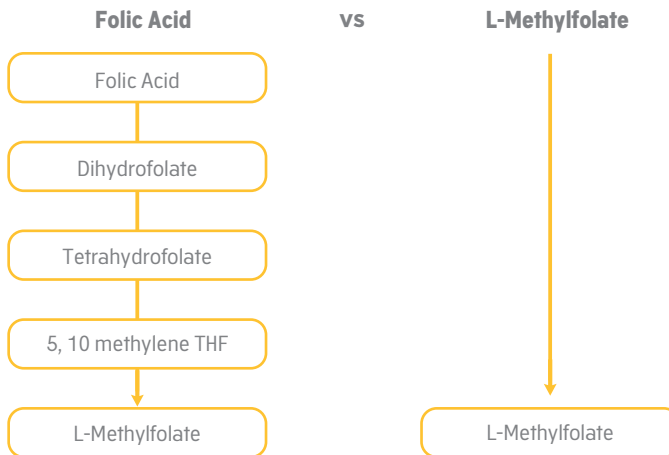 Folic Acid vs L-Methylfolate
Folic Acid
Dihydrofolate
Tetrahydrofolate
5, 10 methylene THF
L-Methylfolate
L-Methylfolate